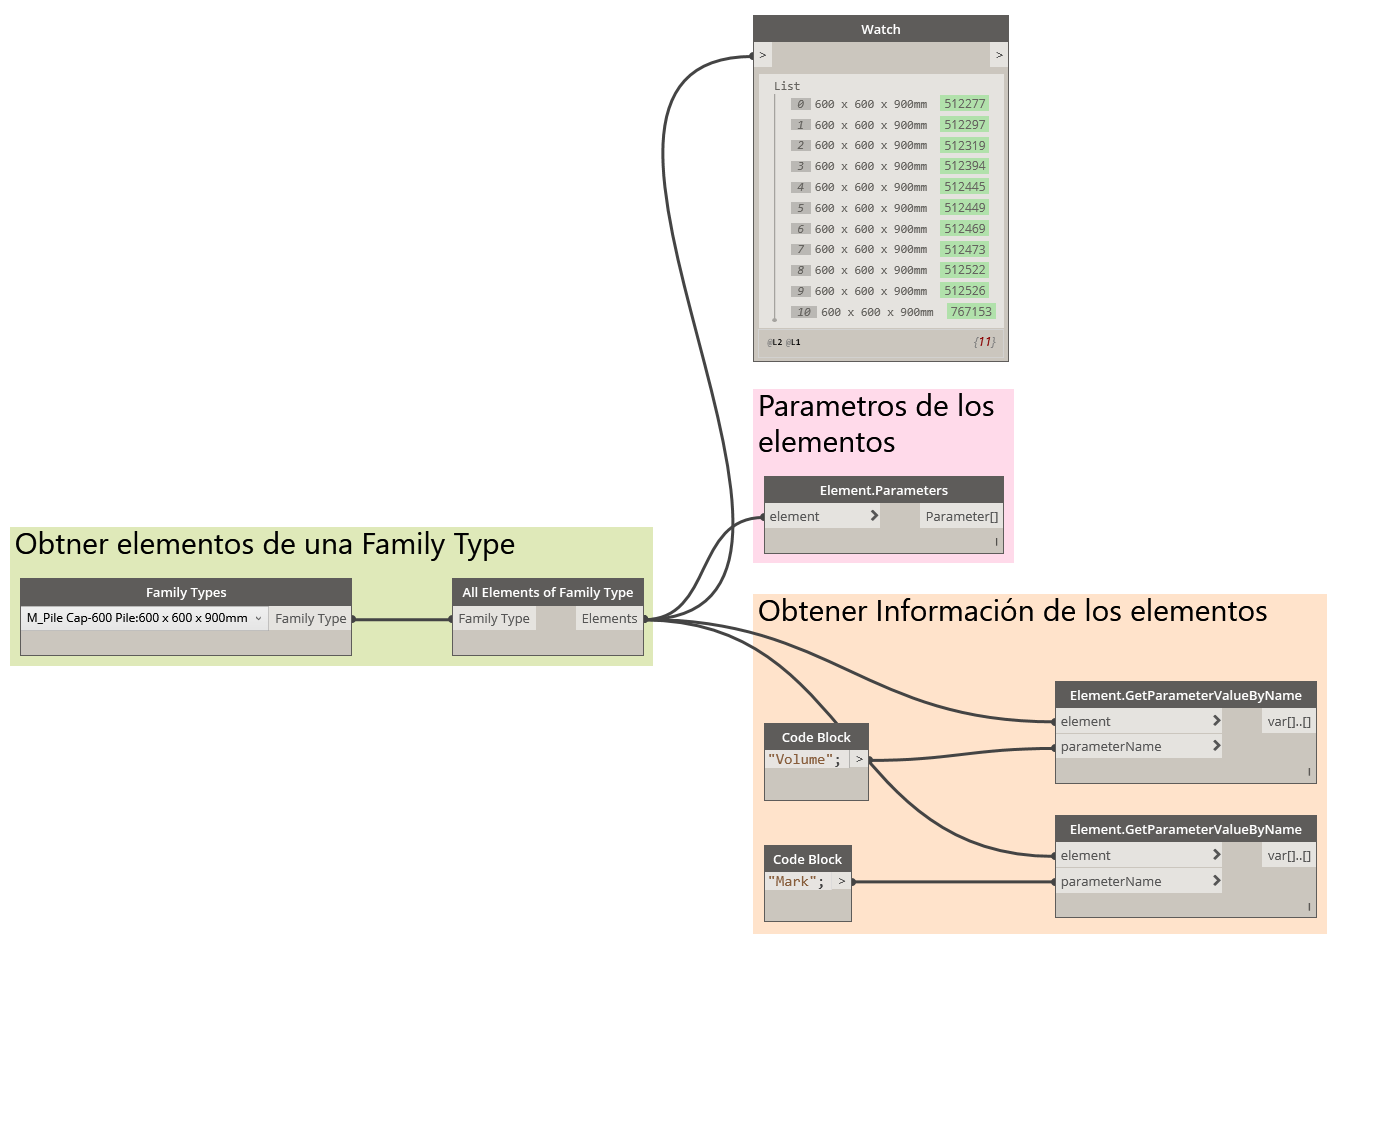 Watch
> >
List
0 600 x 600 x 900mm 512277
1 600 x 600 x 900mm 512297
2 600 x 600 x 900mm 512319
3 600 x 600 x 900mm 512394
4 600 x 600 x 900mm 512445
5 600 x 600 x 900mm 512449
6 600 x 600 x 900mm 512469
7 600 x 600 x 900mm 512473
8 600 x 600 x 900mm 512522
9 600 x 600 x 900mm 512526
10 600 x 600 x 900mm 767153
@L2 @L1 {11}
Parametros de los
elementos
Element.Parameters
element Parameter[]
Obtner elementos de una Family Type
Family Types
M_Pile Cap-600 Pile:600 x 600 x 900mm Family Type
All Elements of Family Type
Family Type Elements
Obtener Información de los elementos
Code Block
"Volume"; >
Code Block
"Mark"; >
Element.GetParameterValueByName
element var[]..[]
parameterName
Element.GetParameterValueByName
element var[]..[]
parameterName